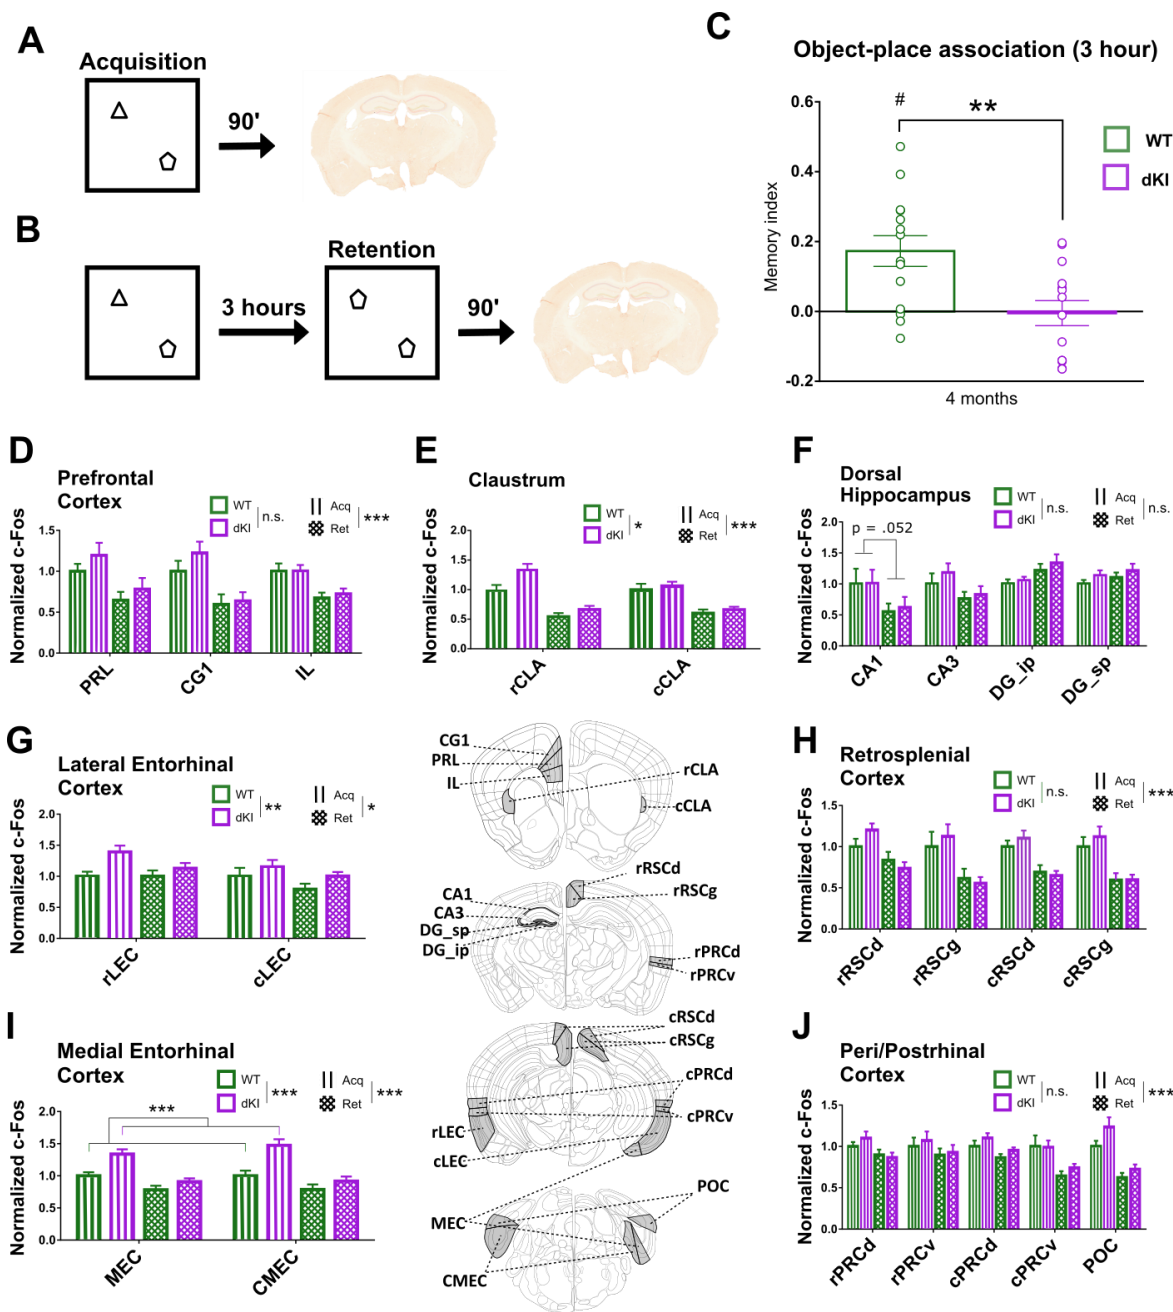 A
Acquisition
90'
B
3 hours
Retention
90'
C
Object-place association (3 hour)
#
**
WT
dKI
Memory index
0.6
0.4
0.2
0.0
-0.2
4 months
D
Prefrontal
Cortex
WT
dKI
n.s.
Acq
Ret
***
Normalized c-Fos
1.5
1.0
0.5
0.0
PRL
CG1
IL
E
Claustrum
WT
dKI
*
Acq
Ret
***
Normalized c-Fos
2.0
1.5
1.0
0.5
0.0
rCLA
cCLA
F
Dorsal
Hippocampus
WT
dKI
n.s.
Acq
Ret
n.s.
p = .052
Normalized c-Fos
2.0
1.5
1.0
0.5
0.0
CA1
CA3
DG_ip
DG_sp
G
Lateral Entorhinal
Cortex
WT
dKI
**
Acq
Ret
*
Normalized c-Fos
2.0
1.5
1.0
0.5
0.0
rLEC
cLEC
CG1
PRL
IL
rCLA
cCLA
rRSCd
rRSCg
CA1
CA3
DG_sp
DG_ip
rPRCd
rPRCv
cRSCd
cRSCg
cPRCd
cPRCv
rLEC
cLEC
POC
MEC
CMEC
H
Retrosplenial
Cortex
WT
dKI
n.s.
Acq
Ret
***
Normalized c-Fos
1.5
1.0
0.5
0.0
rRSCd
rRSCg
cRSCd
cRSCg
I
Medial Entorhinal
Cortex
WT
dKI
***
Acq
Ret
***
***
Normalized c-Fos
2.0
1.5
1.0
0.5
0.0
MEC
CMEC
J
Peri/Postrhinal
Cortex
WT
dKI
n.s.
Acq
Ret
***
Normalized c-Fos
1.5
1.0
0.5
0.0
rPRCd
rPRCv
cPRCd
cPRCv
POC